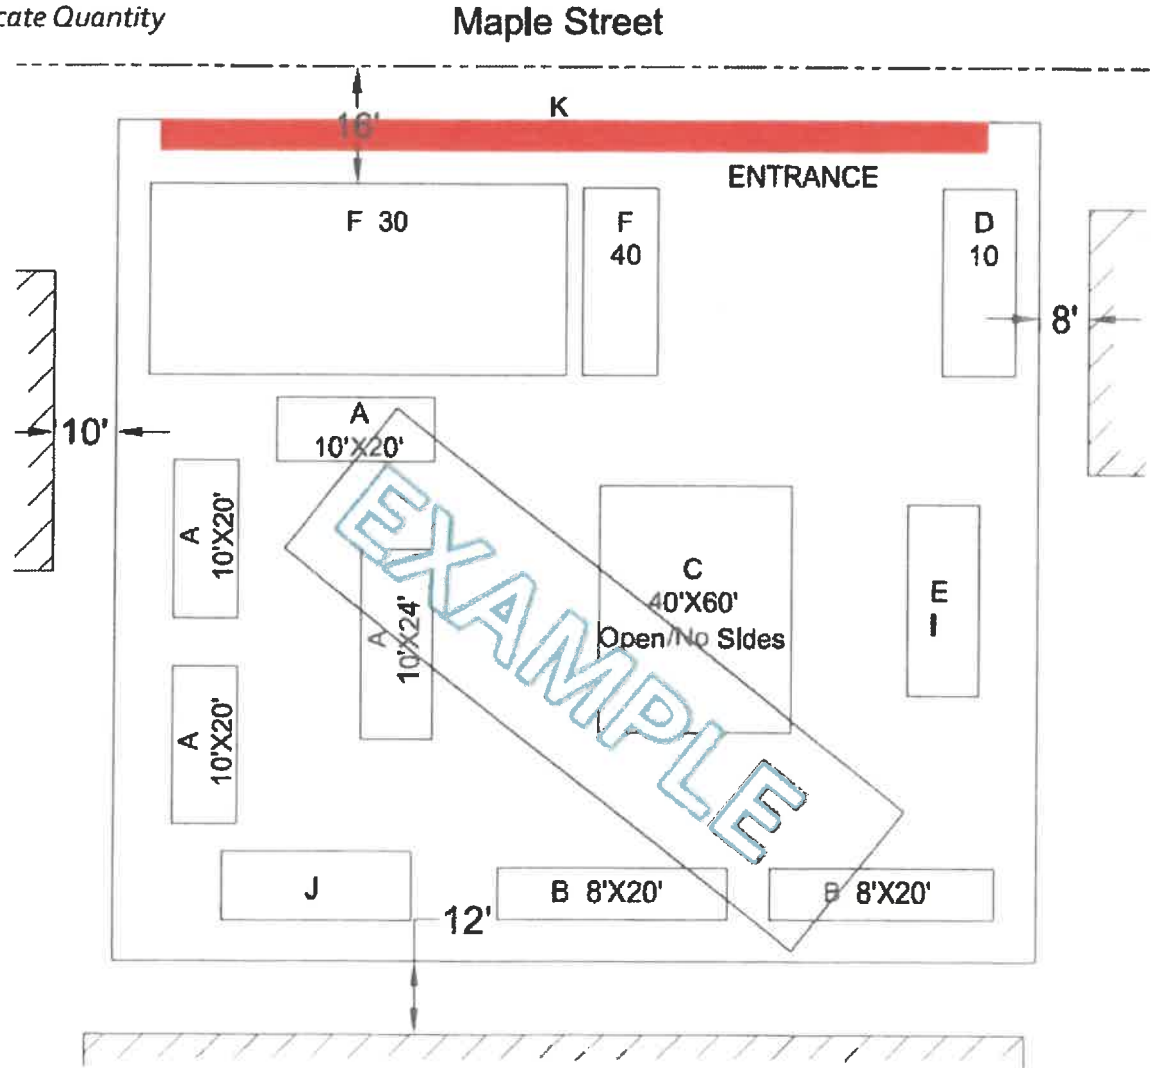 cate Quantity
Maple Street
K
16'
ENTRANCE
F 30
F
40
D
10
8'
10'
A
10'X20'
A
10'X20'
A
10'X24'
C
40'X60'
Open/No Sides
E
I
A
10'X20'
EXAMPLE
J
B 8'X20'
B 8'X20'
12'